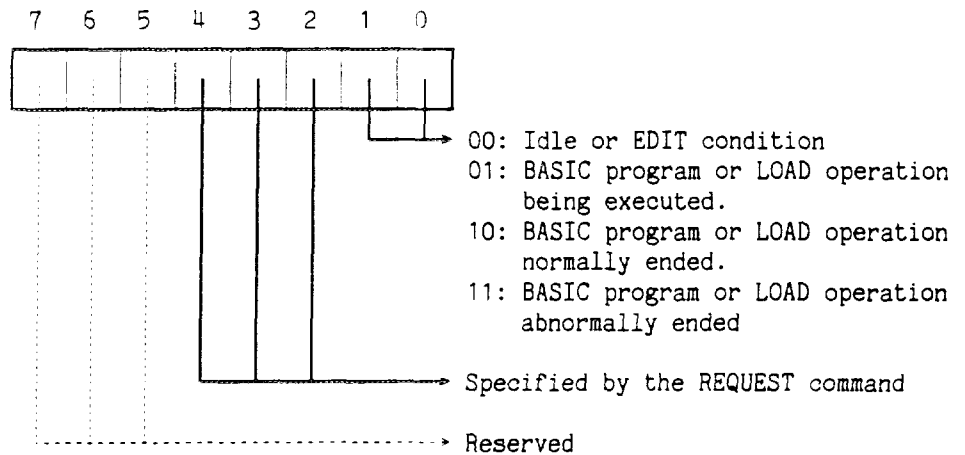 7 6 5 4 3 2 1 0
00: Idle or EDIT condition
01: BASIC program or LOAD operation
being executed.
10: BASIC program or LOAD operation
normally ended.
11: BASIC program or LOAD operation
abnormally ended
Specified by the REQUEST command
Reserved